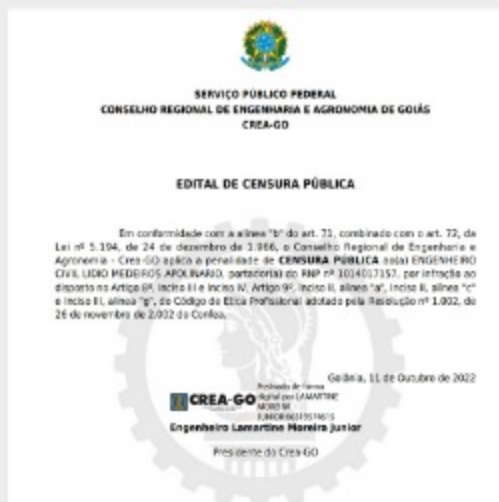 SERVIÇO PÚBLICO FEDERAL
CONSELHO REGIONAL DE ENGENHARIA E AGRONOMIA DE GOIÁS
CREA-GO
EDITAL DE CENSURA PÚBLICA
Em conformidade com a alínea "b" do art. 71, combinado com o art. 72, da
Lei nº 5.194, de 24 de dezembro de 1.966, o Conselho Regional de Engenharia e
Agronomia - Crea-GO aplica a penalidade de CENSURA PÚBLICA ao(a) ENGENHEIRO
CIVIL LIDIO MEDEIROS APOLINARIO, portador(a) do RNP nº 1014017157, por infração ao
disposto no Artigo 8º, inciso III e inciso IV, Artigo 9º, inciso II, alínea "a", inciso II, alínea "c"
e inciso III, alínea "g", do Código de Ética Profissional adotado pela Resolução nº 1.002, de
26 de novembro de 2.002 do Confea.
Goiânia, 11 de Outubro de 2022
CREA-GO
de forma
digital por LAMARTINE
MOREIRA
Engenheiro Lamartine Moreira Junior
Presidente do Crea-GO